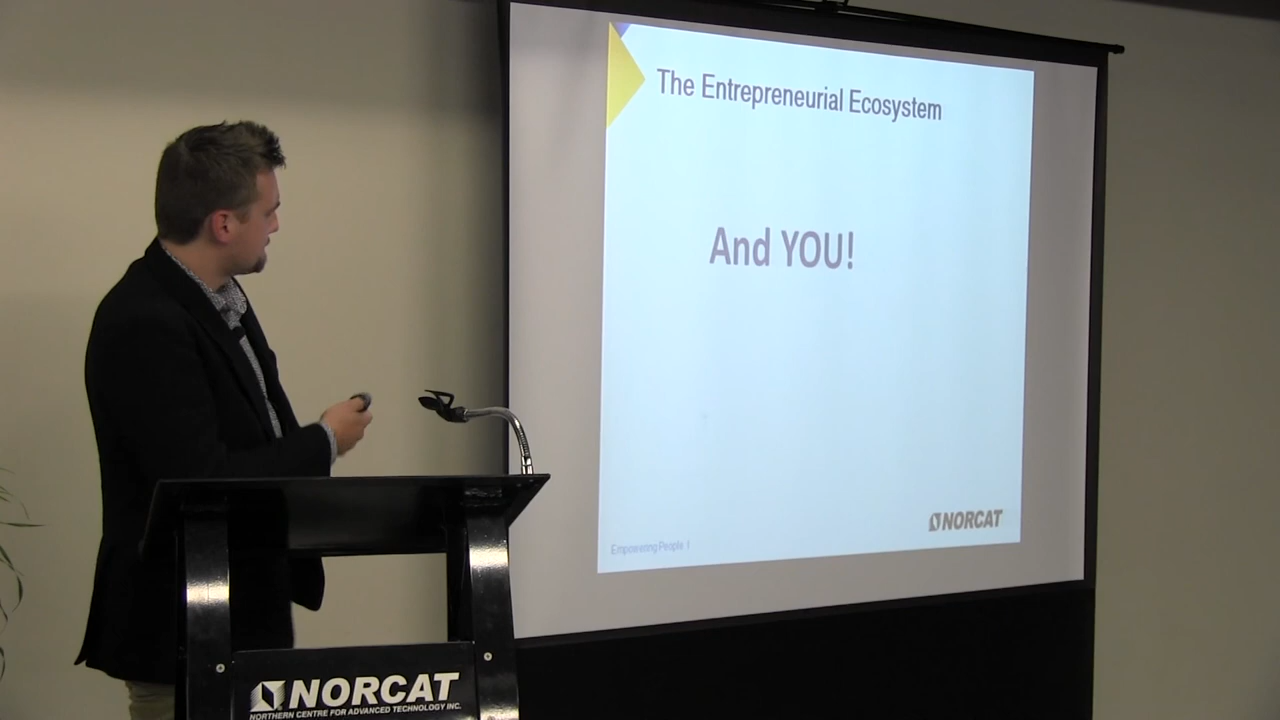 The Entrepreneurial Ecosystem
And YOU!
NORCAT
Empowering People 1
NORCAT
NORTHERN CENTRE FOR ADVANCED TECHNOLOGY INC.